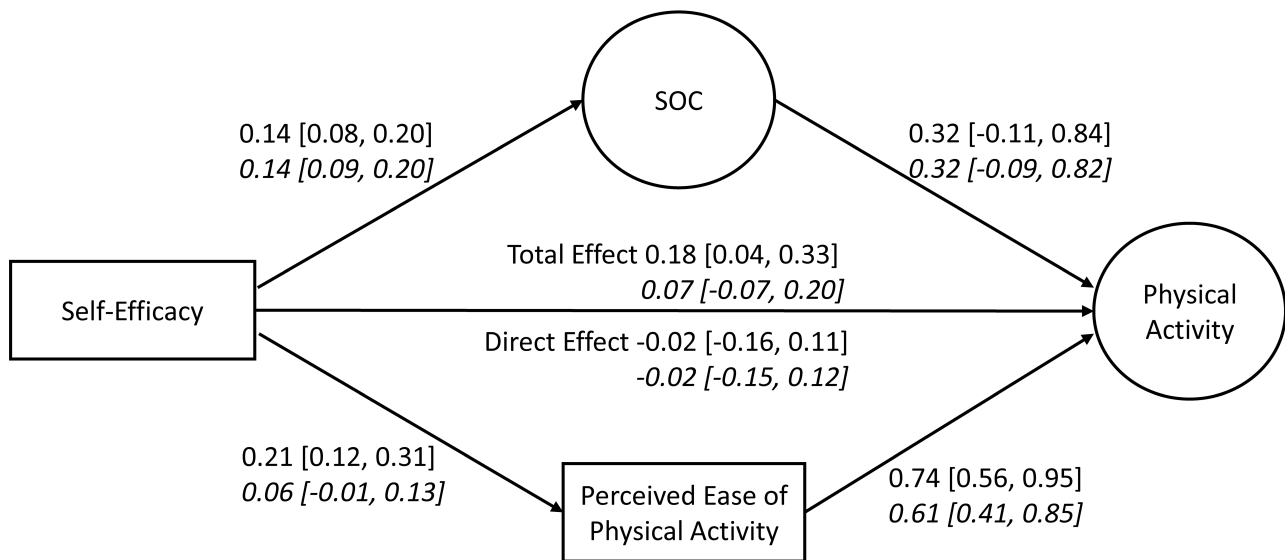 SOC
0.14 [0.08, 0.20]
0.14 [0.09, 0.20]
0.32 [-0.11, 0.84]
0.32 [-0.09, 0.82]
Total Effect 0.18 [0.04, 0.33]
0.07 [-0.07, 0.20]
Self-Efficacy
Physical
Activity
Direct Effect -0.02 [-0.16, 0.11]
-0.02 [-0.15, 0.12]
0.21 [0.12, 0.31]
0.06 [-0.01, 0.13]
Perceived Ease of
Physical Activity
0.74 [0.56, 0.95]
0.61 [0.41, 0.85]